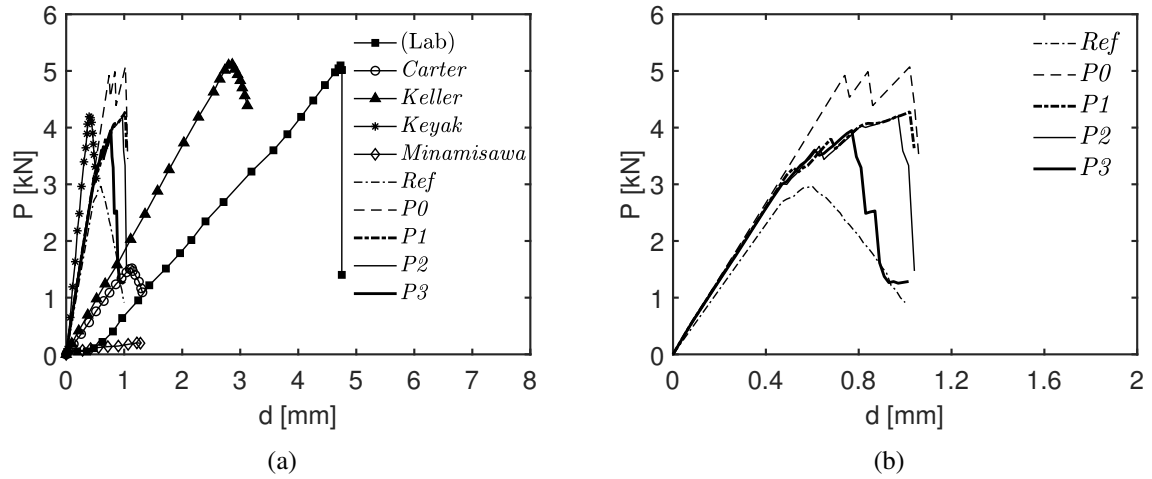 6
5
4
3
2
1
0
P [kN]
0 1 2 3 4 5 6 7 8
d [mm]
(Lab)
Carter
Keller
Keyak
Minamisawa
Ref
P0
P1
P2
P3
(a)
6
5
4
3
2
1
0
P [kN]
0 0.4 0.8 1.2 1.6 2
d [mm]
Ref
P0
P1
P2
P3
(b)